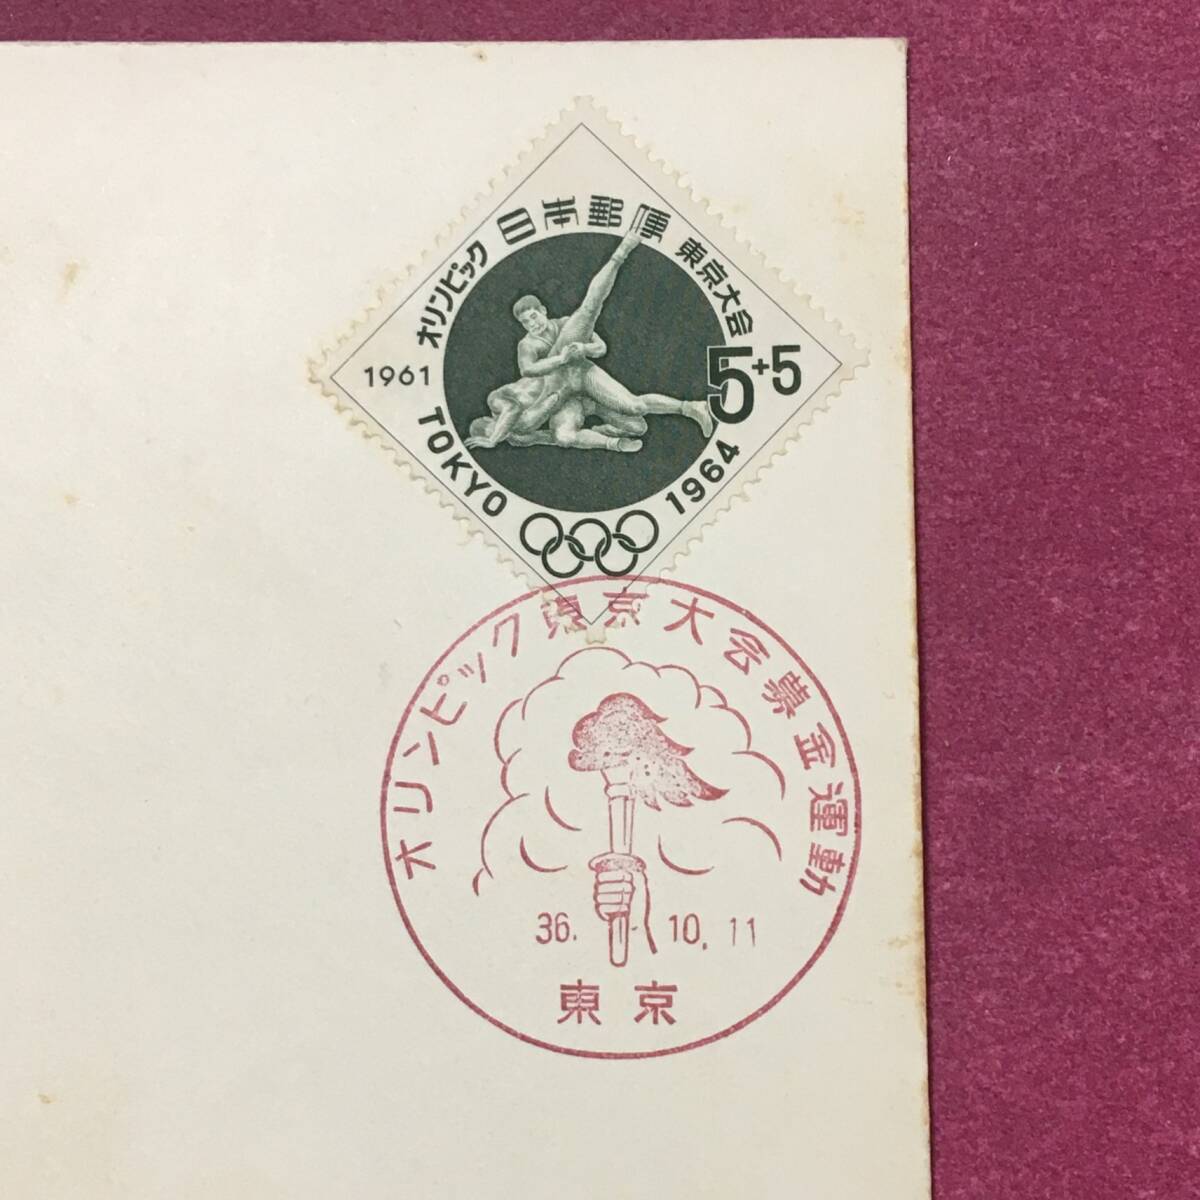 日本郵便
オリンピック 東京大会
5+5
1961
TOKYO 1964
オリンピック東京大会募金運動
36. 10. 11
東京